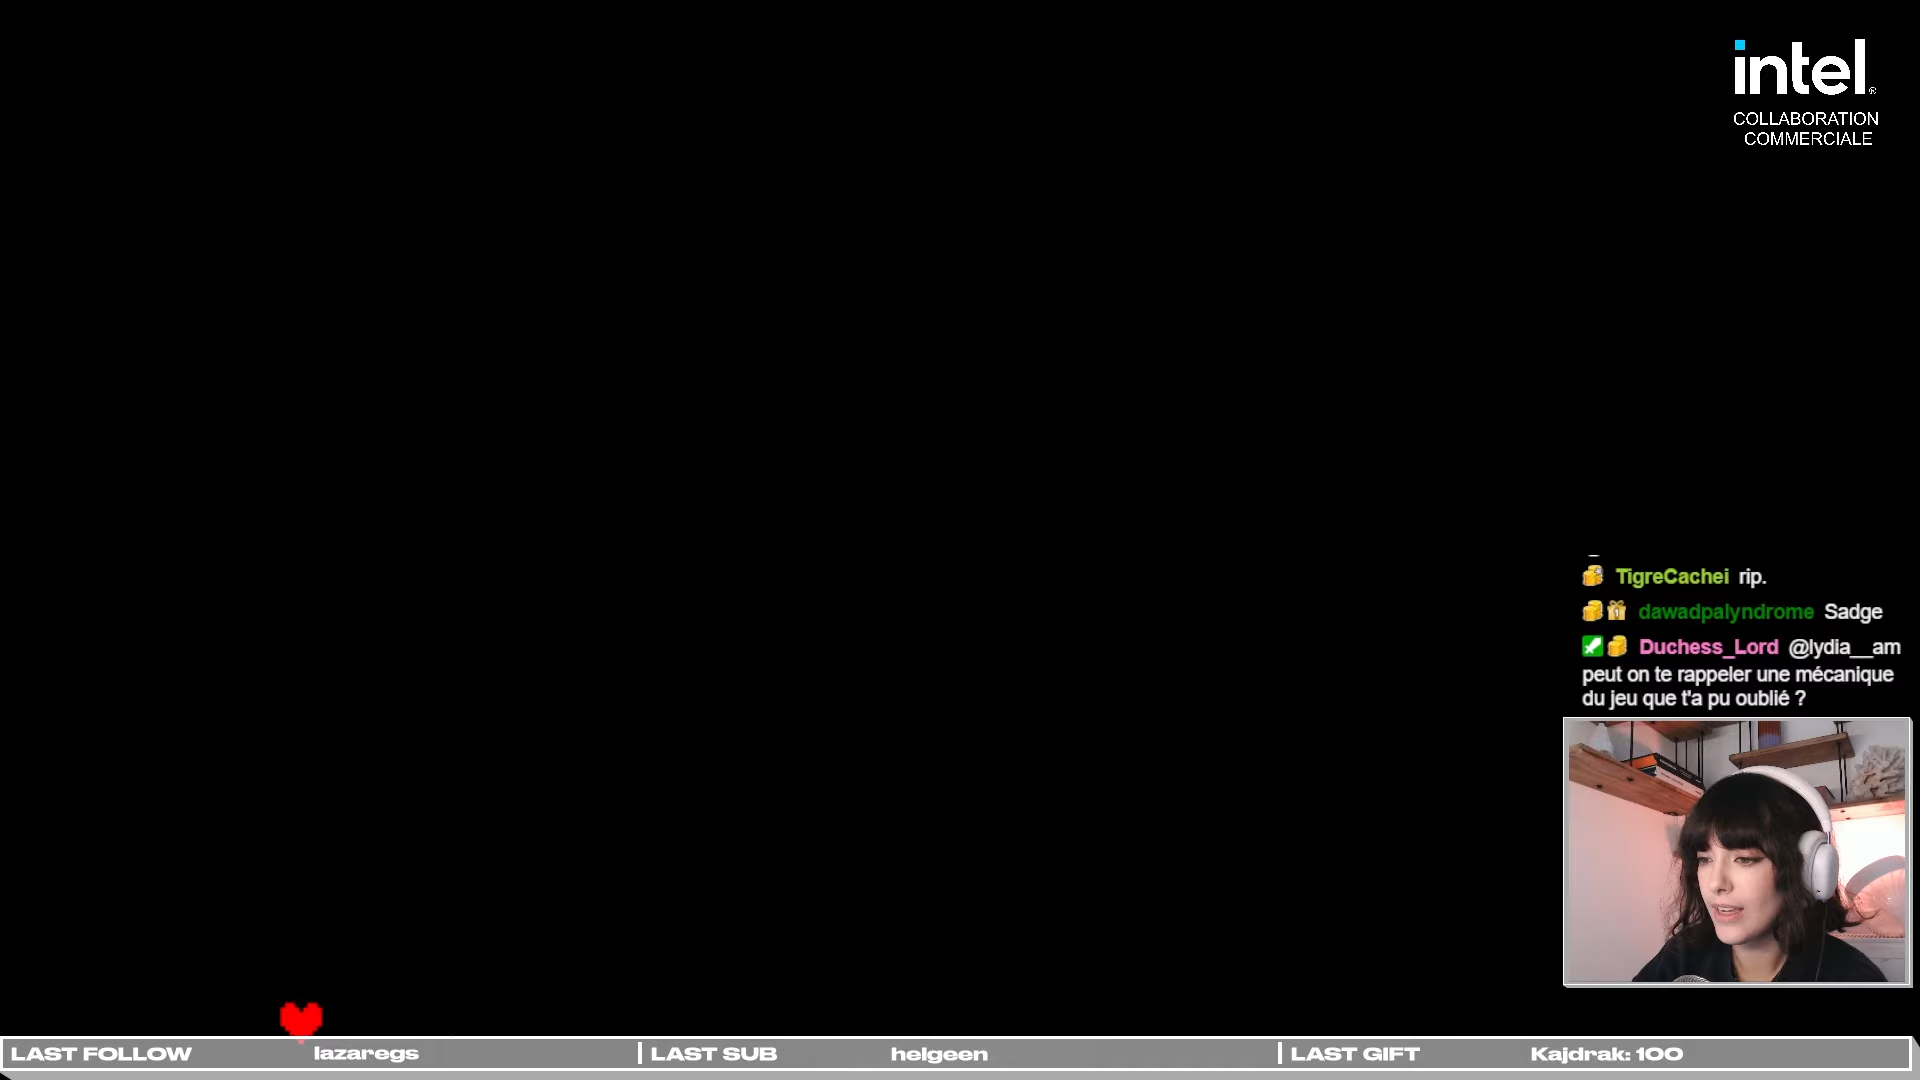 intel
COLLABORATION
COMMERCIALE
TigreCachei rip.
dawadpalyndrome Sadge
Duchess_Lord @lydia__am
peut on te rappeler une mécanique
du jeu que t'a pu oublié ?
LAST FOLLOW lazaregs LAST SUB helgeen LAST GIFT Kajdrak: 100